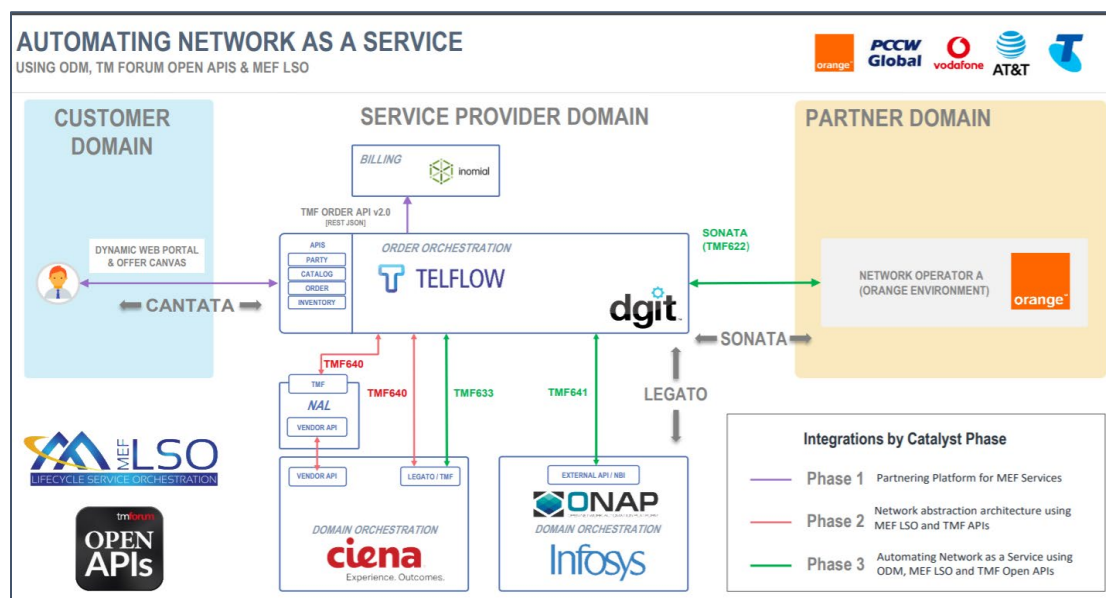 AUTOMATING NETWORK AS A SERVICE
USING ODM, TM FORUM OPEN APIS & MEF LSO
orange™
PCCW
Global
vodafone
AT&T
CUSTOMER
DOMAIN
SERVICE PROVIDER DOMAIN
PARTNER DOMAIN
BILLING
inomial
TMF ORDER API v2.0
[REST JSON]
DYNAMIC WEB PORTAL
& OFFER CANVAS
CANTATA
APIS
PARTY
CATALOG
ORDER
INVENTORY
ORDER ORCHESTRATION
TELFLOW
dgit
SONATA
(TMF622)
NETWORK OPERATOR A
(ORANGE ENVIRONMENT)
orange™
SONATA
LEGATO
TMF640
TMF640
TMF633
TMF641
TMF
NAL
VENDOR API
VENDOR API
LEGATO / TMF
DOMAIN ORCHESTRATION
ciena
Experience. Outcomes.
EXTERNAL API / NBI
ONAP
DOMAIN ORCHESTRATION
Infosys
MEF
LSO
LIFECYCLE SERVICE ORCHESTRATION
tmforum
OPEN
APIs
Integrations by Catalyst Phase
Phase 1 Partnering Platform for MEF Services
Phase 2 Network abstraction architecture using
MEF LSO and TMF APIs
Phase 3 Automating Network as a Service using
ODM, MEF LSO and TMF Open APIs